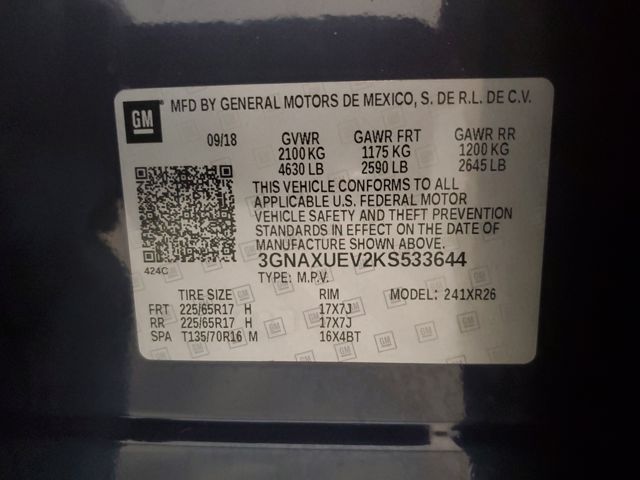 GM MFD BY GENERAL MOTORS DE MEXICO, S. DE R.L. DE C.V.
09/18 GVWR GAWR FRT GAWR RR
2100 KG 1175 KG 1200 KG
4630 LB 2590 LB 2645 LB
THIS VEHICLE CONFORMS TO ALL
APPLICABLE U.S. FEDERAL MOTOR
VEHICLE SAFETY AND THEFT PREVENTION
STANDARDS IN EFFECT ON THE DATE OF
MANUFACTURE SHOWN ABOVE.
424C 3GNAXUEV2KS533644
TYPE: M.P.V.
TIRE SIZE RIM MODEL: 241XR26
FRT 225/65R17 H 17X7J
RR 225/65R17 H 17X7J
SPA T135/70R16 M 16X4BT